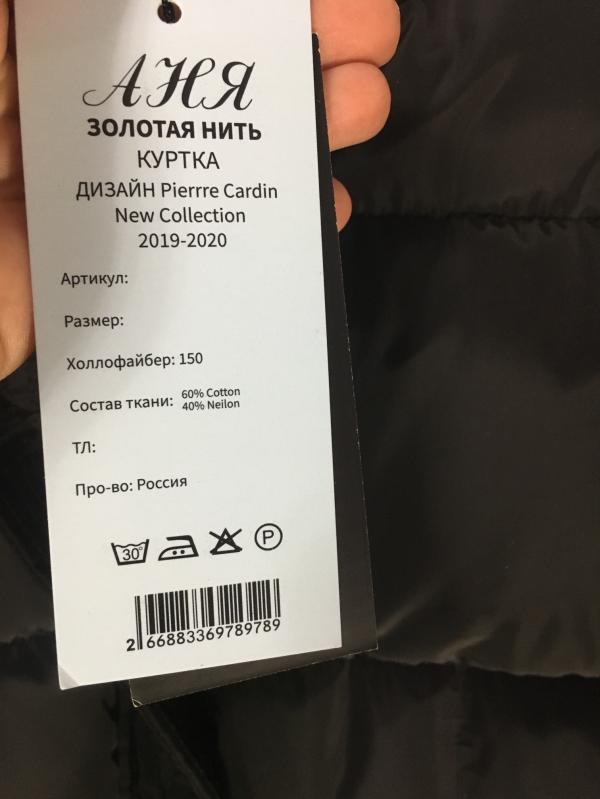 АНЯ
ЗОЛОТАЯ НИТЬ
КУРТКА
ДИЗАЙН Pierrre Cardin
New Collection
2019-2020
Артикул:
Размер:
Холлофайбер: 150
Состав ткани: 60% Cotton
40% Neilon
ТЛ:
Про-во: Россия
30° P
2 66883369789789